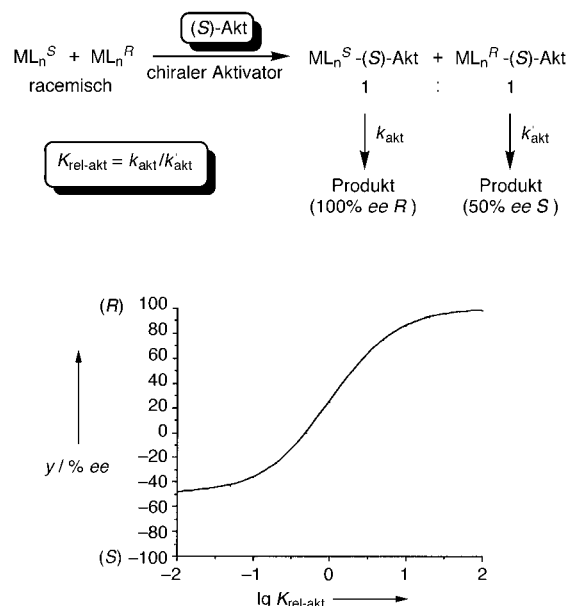 (S)-Akt
ML_n^S + ML_n^R ML_n^S-(S)-Akt + ML_n^R-(S)-Akt
racemisch chiraler Aktivator 1 : 1
k_akt k'_akt
K_rel-akt = k_akt/k'_akt
Produkt Produkt
(100% ee R) (50% ee S)
(R) 100
80
60
40
20
0
y / % ee
−20
−40
−60
−80
(S) −100
−2 −1 0 1 2
lg K_rel-akt